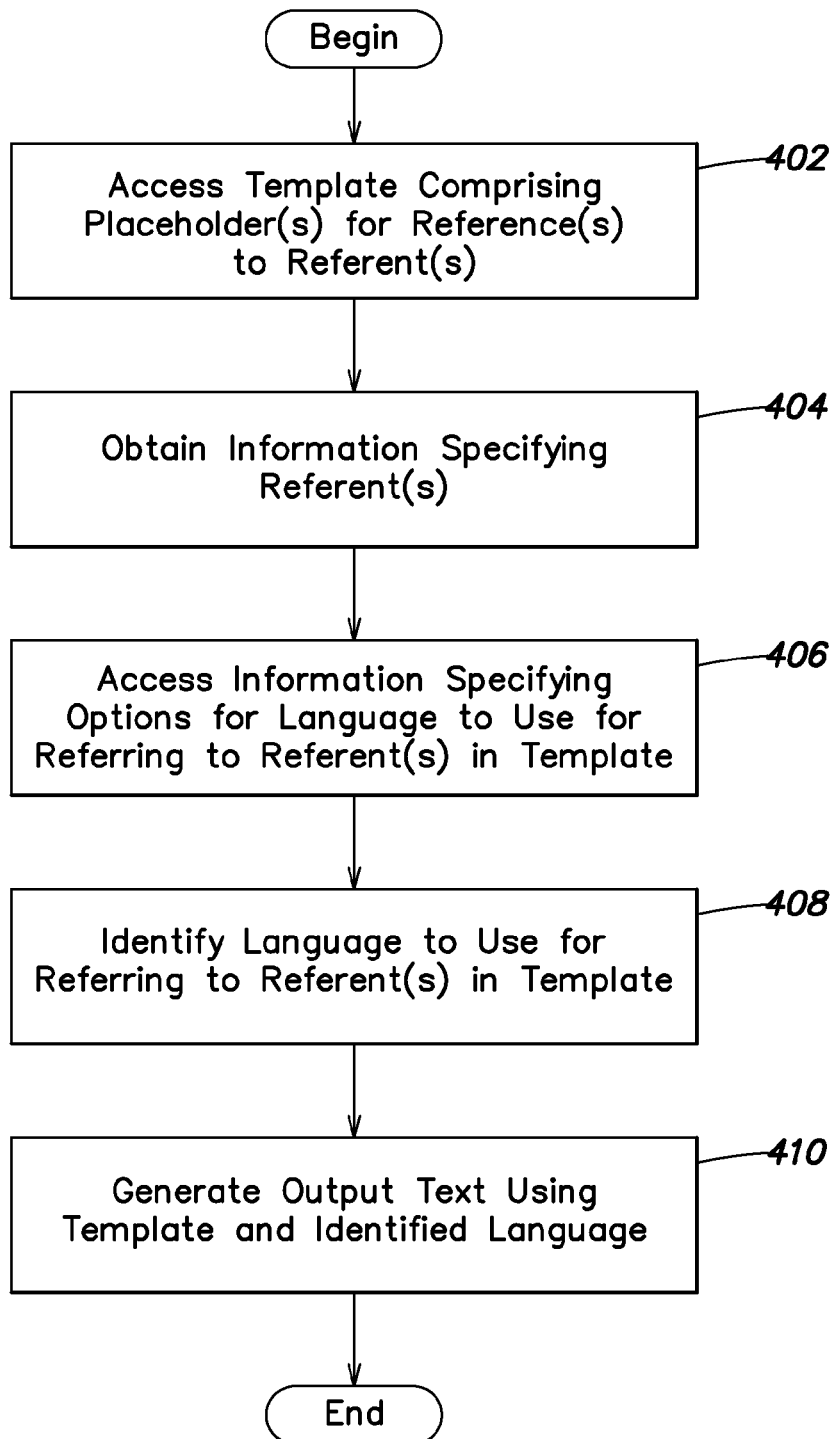 Begin
402
Access Template Comprising
Placeholder(s) for Reference(s)
to Referent(s)
404
Obtain Information Specifying
Referent(s)
406
Access Information Specifying
Options for Language to Use for
Referring to Referent(s) in Template
408
Identify Language to Use for
Referring to Referent(s) in Template
410
Generate Output Text Using
Template and Identified Language
End